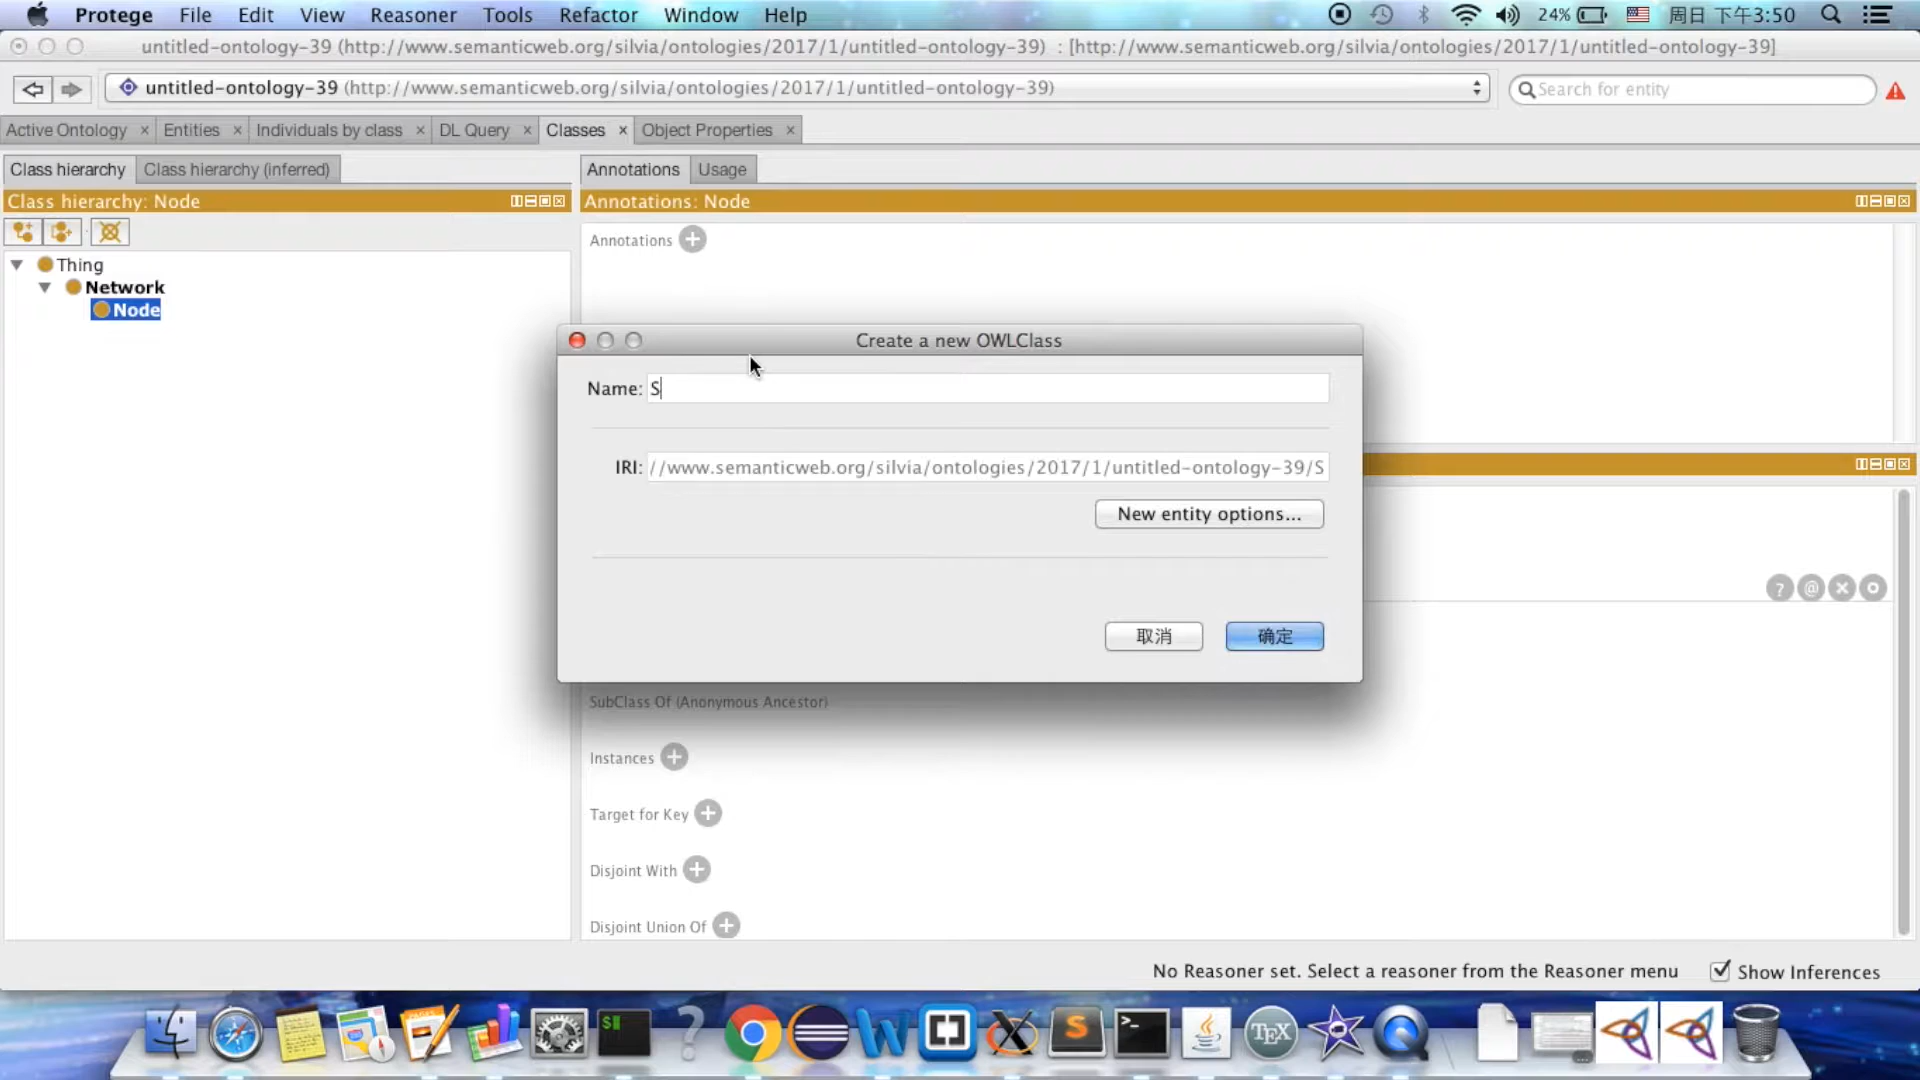 Protege File Edit View Reasoner Tools Refactor Window Help 24% 周日 下午3:50
untitled-ontology-39 (http://www.semanticweb.org/silvia/ontologies/2017/1/untitled-ontology-39) : [http://www.semanticweb.org/silvia/ontologies/2017/1/untitled-ontology-39]
untitled-ontology-39 (http://www.semanticweb.org/silvia/ontologies/2017/1/untitled-ontology-39) Search for entity
Active Ontology × Entities × Individuals by class × DL Query × Classes × Object Properties ×
Class hierarchy Class hierarchy (inferred) Annotations Usage
Class hierarchy: Node Annotations: Node
Annotations
Thing
Network
Node
Create a new OWLClass
Name: S
IRI: //www.semanticweb.org/silvia/ontologies/2017/1/untitled-ontology-39/S
New entity options...
取消 确定
SubClass Of (Anonymous Ancestor)
Instances
Target for Key
Disjoint With
Disjoint Union Of
No Reasoner set. Select a reasoner from the Reasoner menu Show Inferences